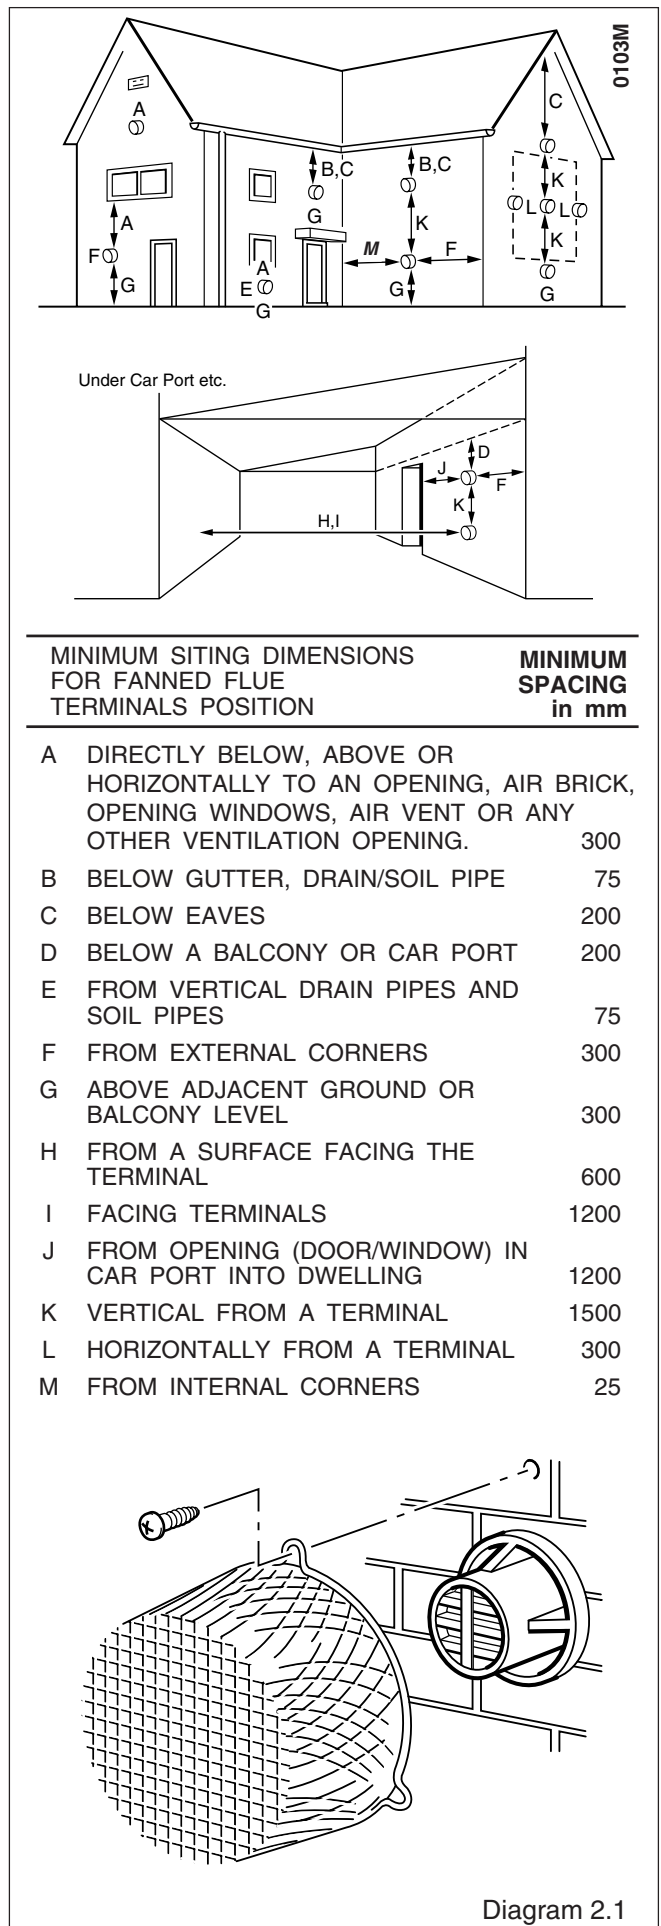 0103M
A
C
B,C
B,C
K
L
L
A
G
K
K
F
M
F
A
E
G
G
G
G
Under Car Port etc.
D
J
F
K
H,I
MINIMUM SITING DIMENSIONS
FOR FANNED FLUE
TERMINALS POSITION
MINIMUM
SPACING
in mm
A DIRECTLY BELOW, ABOVE OR
HORIZONTALLY TO AN OPENING, AIR BRICK,
OPENING WINDOWS, AIR VENT OR ANY
OTHER VENTILATION OPENING. 300
B BELOW GUTTER, DRAIN/SOIL PIPE 75
C BELOW EAVES 200
D BELOW A BALCONY OR CAR PORT 200
E FROM VERTICAL DRAIN PIPES AND
SOIL PIPES 75
F FROM EXTERNAL CORNERS 300
G ABOVE ADJACENT GROUND OR
BALCONY LEVEL 300
H FROM A SURFACE FACING THE
TERMINAL 600
I FACING TERMINALS 1200
J FROM OPENING (DOOR/WINDOW) IN
CAR PORT INTO DWELLING 1200
K VERTICAL FROM A TERMINAL 1500
L HORIZONTALLY FROM A TERMINAL 300
M FROM INTERNAL CORNERS 25
Diagram 2.1